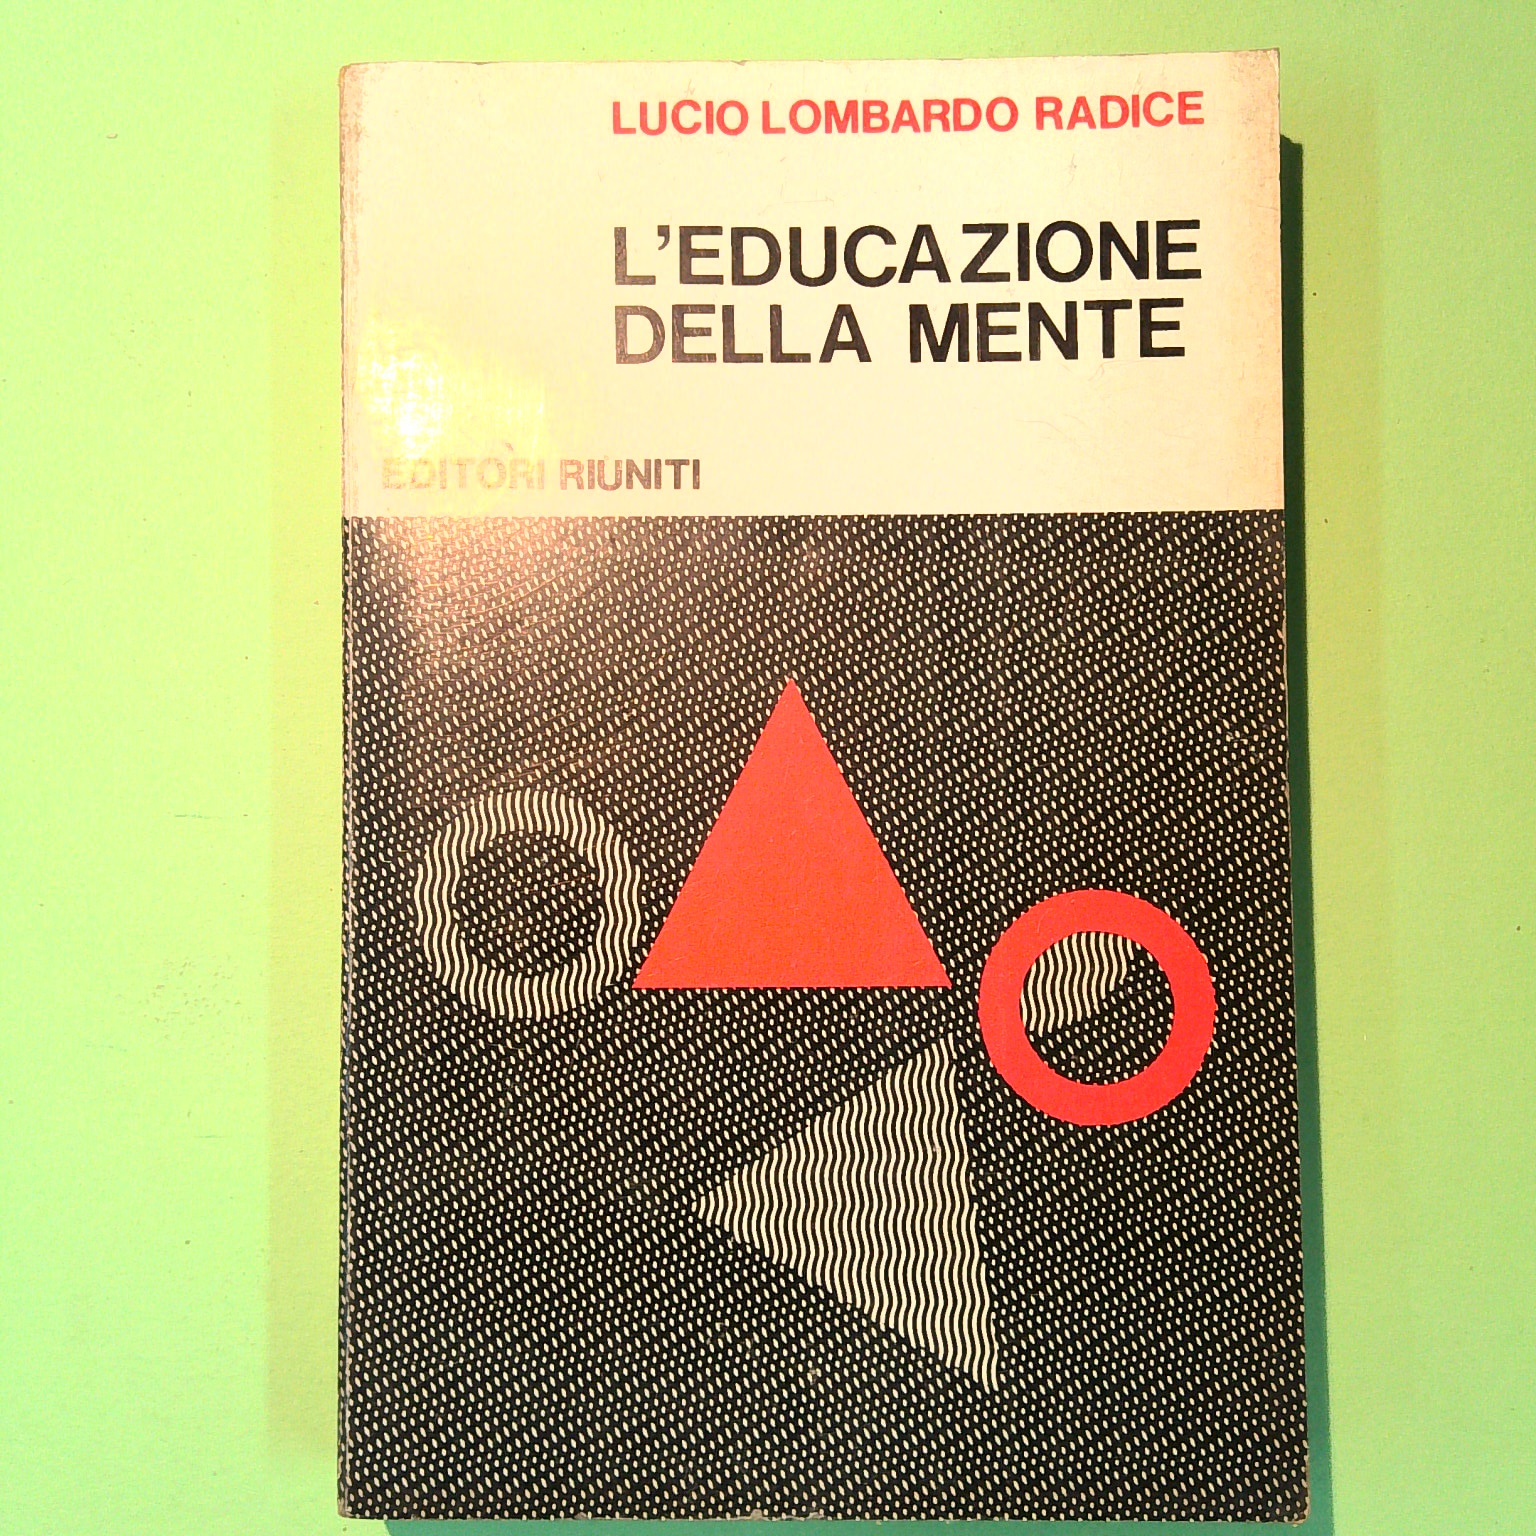 LUCIO LOMBARDO RADICE
L'EDUCAZIONE
DELLA MENTE
EDITORI RIUNITI